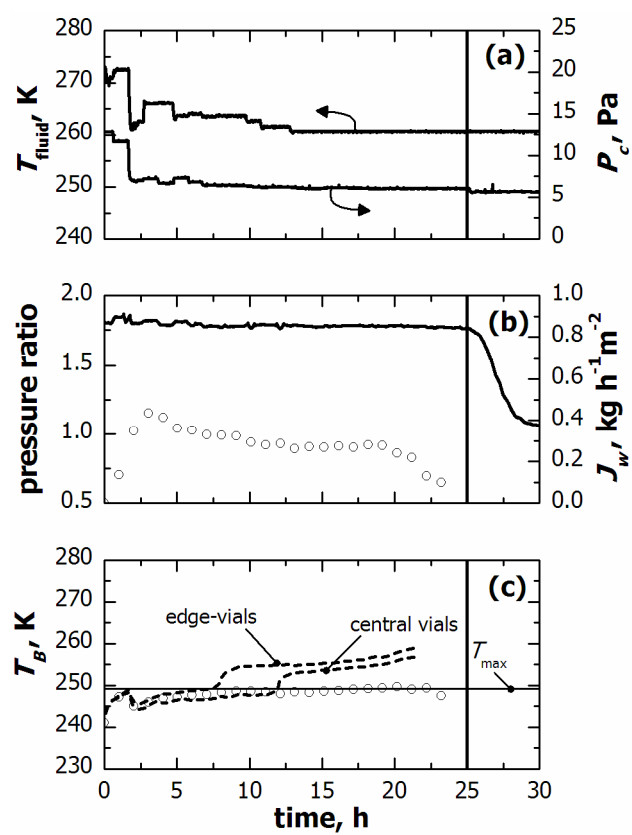 280
25
(a)
270
20
T_fluid, K
15
P_c, Pa
260
10
250
5
240
0
2.0
1.0
(b)
pressure ratio
0.8
J_w, kg h⁻¹m⁻²
1.5
0.6
1.0
0.4
0.2
0.5
0.0
280
(c)
270
edge-vials
central vials
T_B, K
260
T_max
250
240
230
0 5 10 15 20 25 30
time, h